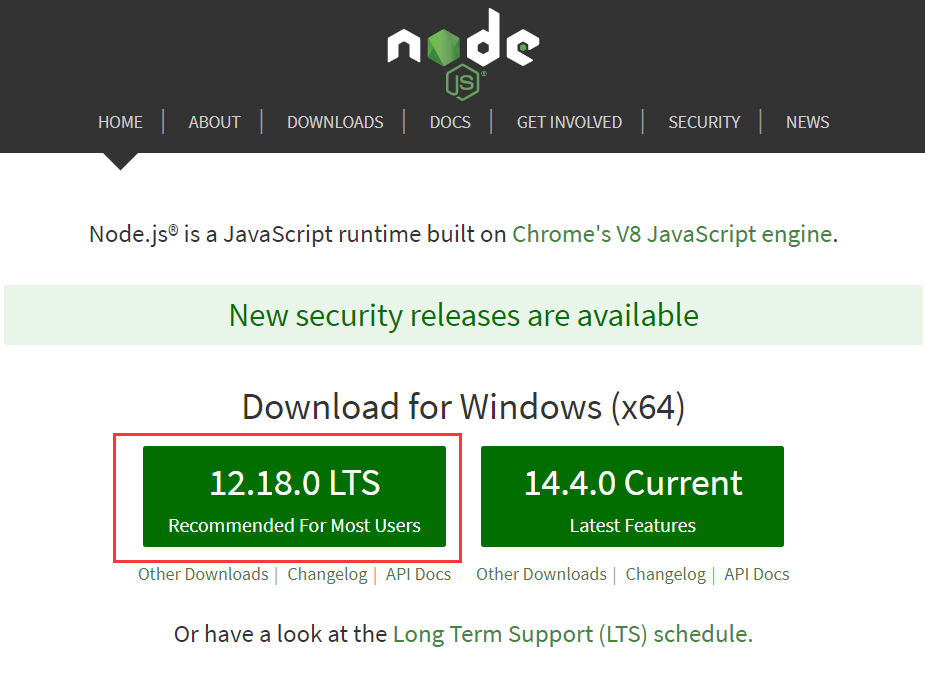 node
JS®
HOME | ABOUT | DOWNLOADS | DOCS | GET INVOLVED | SECURITY | NEWS
Node.js® is a JavaScript runtime built on Chrome's V8 JavaScript engine.
New security releases are available
Download for Windows (x64)
12.18.0 LTS
Recommended For Most Users
14.4.0 Current
Latest Features
Other Downloads | Changelog | API Docs
Other Downloads | Changelog | API Docs
Or have a look at the Long Term Support (LTS) schedule.